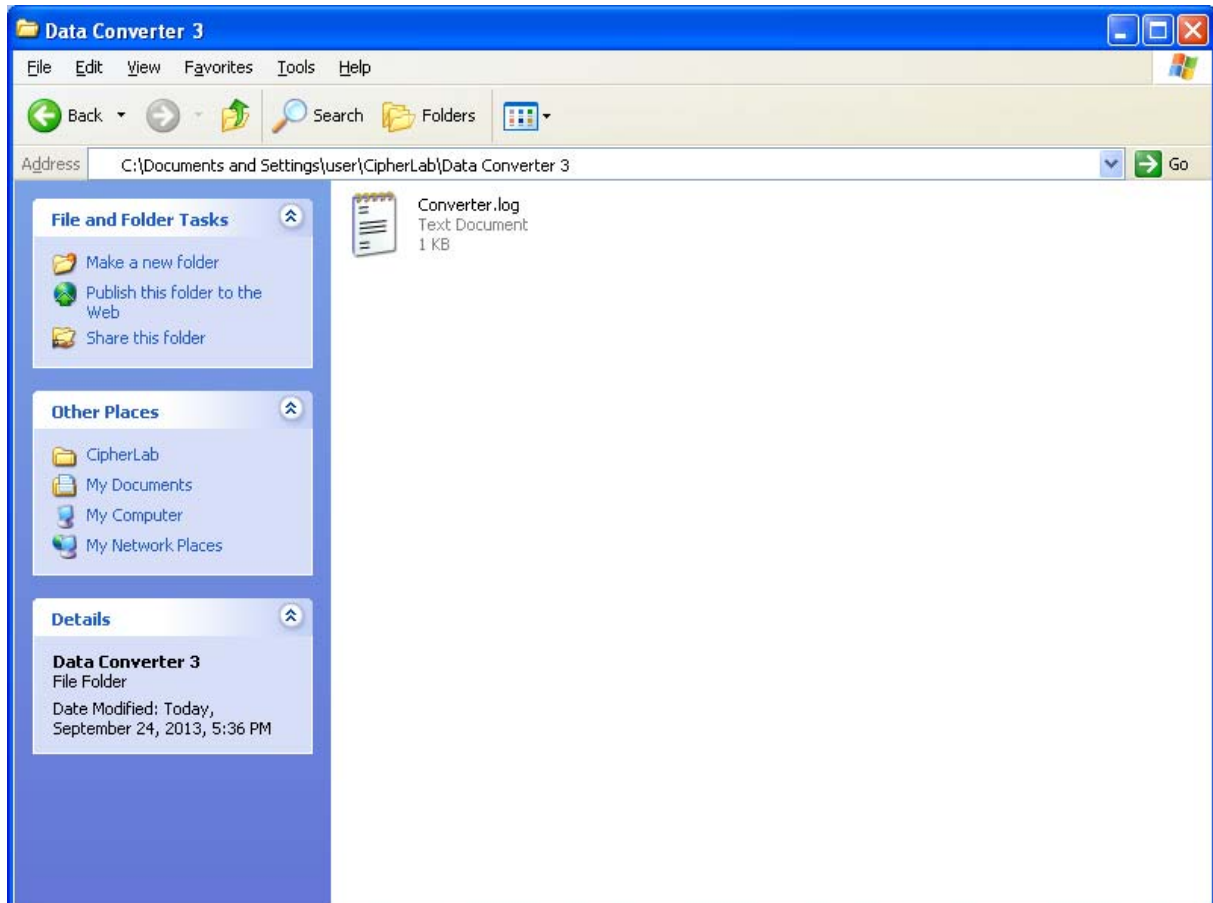 Data Converter 3
File Edit View Favorites Tools Help
Back Search Folders
Address C:\Documents and Settings\user\CipherLab\Data Converter 3 Go
File and Folder Tasks
Make a new folder
Publish this folder to the
Web
Share this folder
Other Places
CipherLab
My Documents
My Computer
My Network Places
Details
Data Converter 3
File Folder
Date Modified: Today,
September 24, 2013, 5:36 PM
Converter.log
Text Document
1 KB